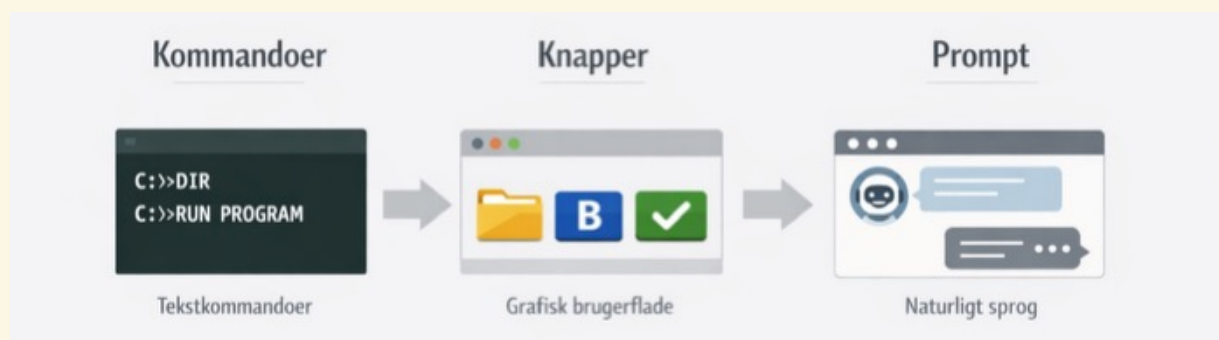 Kommandoer
Knapper
Prompt
C:>>DIR
C:>>RUN PROGRAM
B
Tekstkommandoer
Grafisk brugerflade
Naturligt sprog